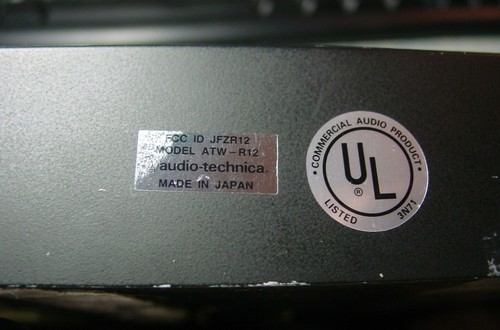 FCC ID JFZR12
MODEL ATW-R12
audio-technica.
MADE IN JAPAN
• COMMERCIAL AUDIO PRODUCT •
UL
®
LISTED
3N71